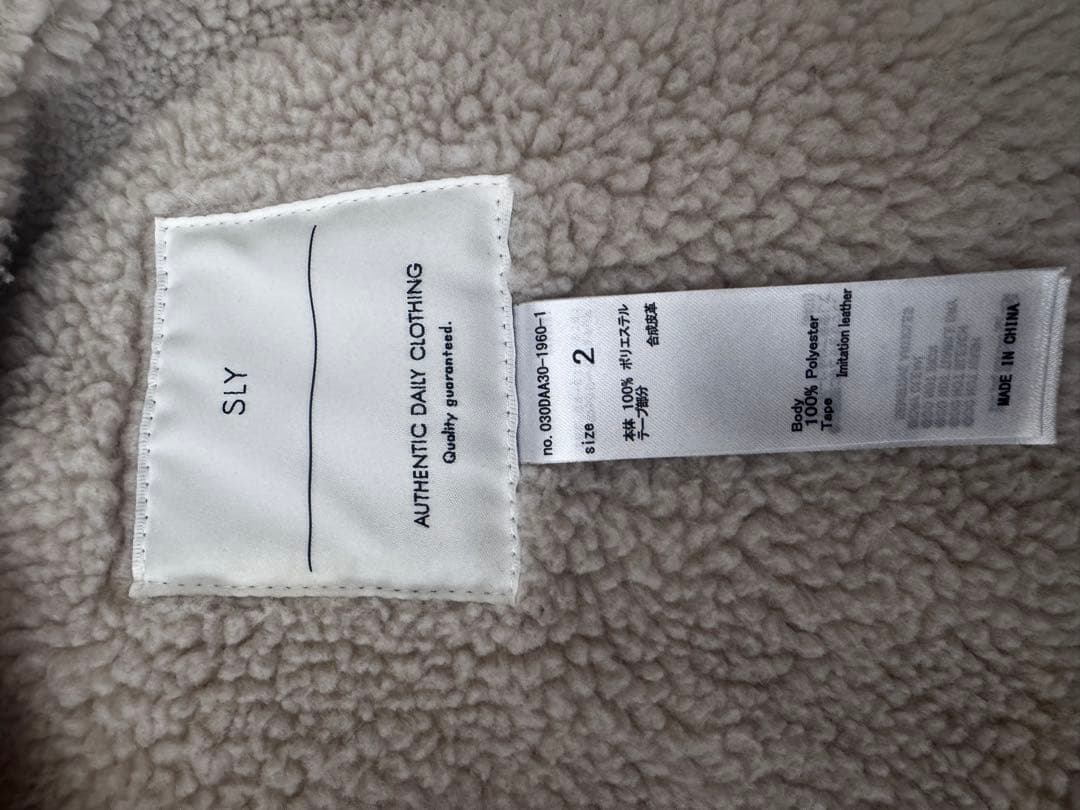 SLY
AUTHENTIC DAILY CLOTHING
Quality guaranteed.
no. 030DAA30-1960-1
size 2
本体 100% ポリエステル
テープ部分
合成皮革
Body
100% Polyester
Tape
Imitation leather
MADE IN CHINA